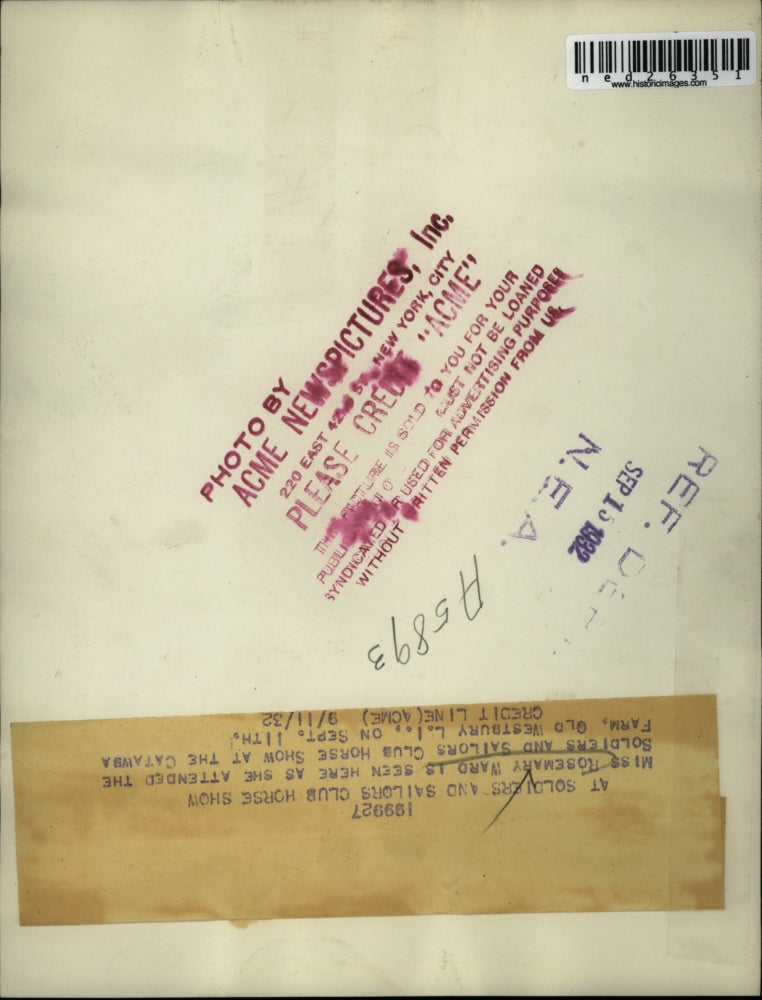 ned26351
www.historicimages.com
PHOTO BY
ACME NEWSPICTURES, Inc.
220 EAST 42nd St., NEW YORK, CITY
PLEASE CREDIT "ACME"
PICTURE IS SOLD TO YOU FOR YOUR
MUST NOT BE LOANED
SYNDICATED OR USED FOR ADVERTISING PURPOSES
WITHOUT WRITTEN PERMISSION FROM US.
REF. DEPT.
SEP 15 1932
N. E. A.
A5893
199927
AT SOLDIERS AND SAILORS CLUB HORSE SHOW
MISS ROSEMARY WARD IS SEEN HERE AS SHE ATTENDED THE
SOLDIERS AND SAILORS CLUB HORSE SHOW AT THE CATAWBA
FARM, OLD WESTBURY L.I., ON SEPT. 11TH.
CREDIT LINE(ACME) 9/11/32